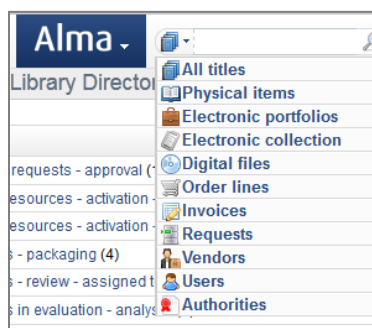 Alma
Library Director
All titles
Physical items
Electronic portfolios
Electronic collection
Digital files
requests - approval (
Order lines
esources - activation -
Invoices
esources - activation -
Requests
s - packaging (4)
Vendors
s - review - assigned t
Users
s in evaluation - analys
Authorities